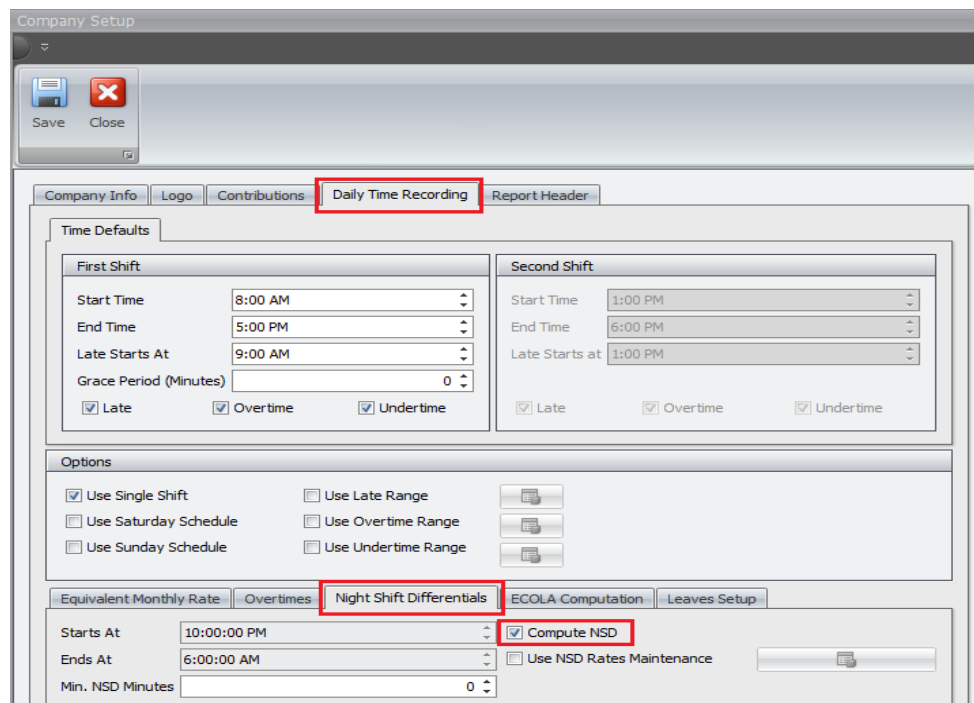 Company Setup
Save Close
Company Info Logo Contributions Daily Time Recording Report Header
Time Defaults
First Shift Second Shift
Start Time 8:00 AM Start Time 1:00 PM
End Time 5:00 PM End Time 6:00 PM
Late Starts At 9:00 AM Late Starts at 1:00 PM
Grace Period (Minutes) 0
Late Overtime Undertime Late Overtime Undertime
Options
Use Single Shift Use Late Range
Use Saturday Schedule Use Overtime Range
Use Sunday Schedule Use Undertime Range
Equivalent Monthly Rate Overtimes Night Shift Differentials ECOLA Computation Leaves Setup
Starts At 10:00:00 PM Compute NSD
Ends At 6:00:00 AM Use NSD Rates Maintenance
Min. NSD Minutes 0